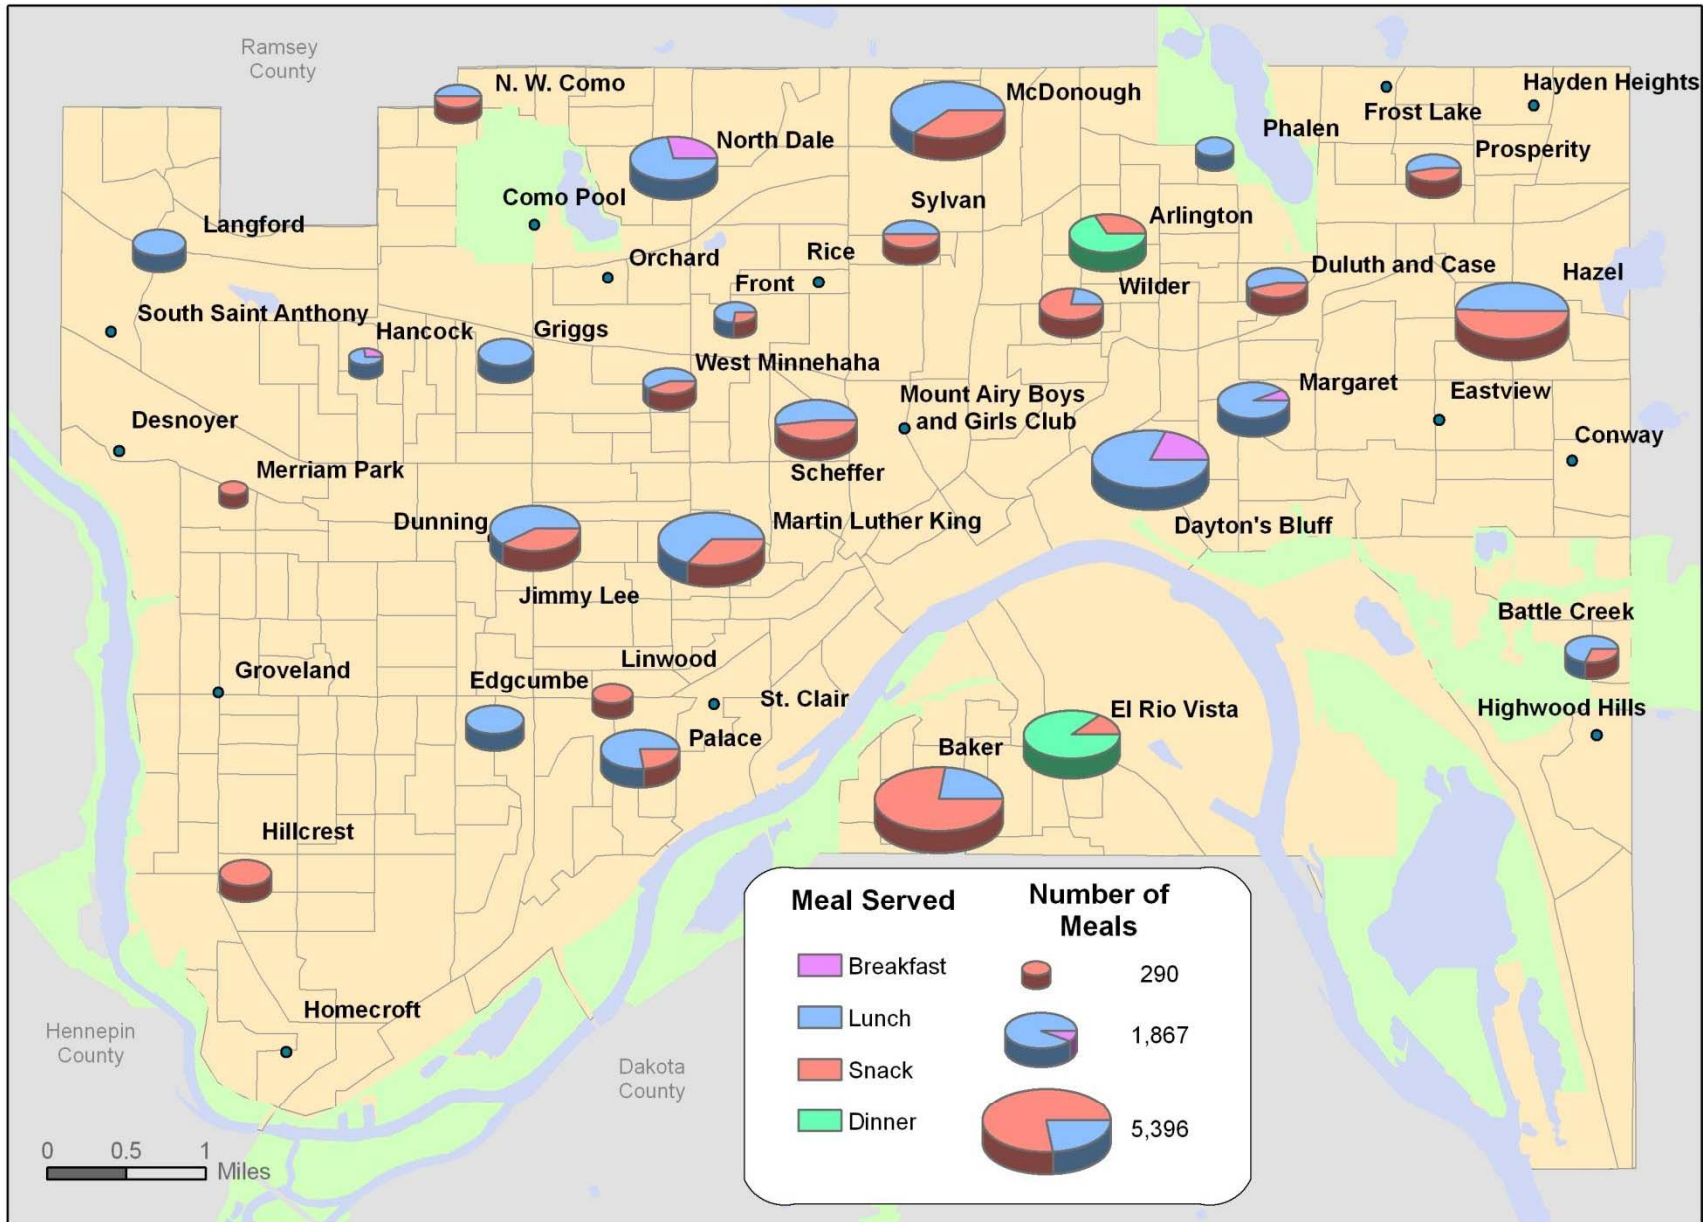 Ramsey
County
N. W. Como
McDonough
Hayden Heights
Frost Lake
Phalen
North Dale
Prosperity
Como Pool
Sylvan
Arlington
Langford
Orchard
Rice
Duluth and Case
Hazel
Front
Wilder
South Saint Anthony
Hancock
Griggs
West Minnehaha
Margaret
Mount Airy Boys
and Girls Club
Eastview
Desnoyer
Conway
Merriam Park
Scheffer
Dunning
Martin Luther King
Dayton's Bluff
Jimmy Lee
Battle Creek
Linwood
Groveland
Edgcumbe
St. Clair
El Rio Vista
Highwood Hills
Palace
Baker
Hillcrest
Homecroft
Hennepin
County
Dakota
County
Meal Served
Number of
Meals
Breakfast
290
Lunch
1,867
Snack
Dinner
5,396
0 0.5 1
Miles